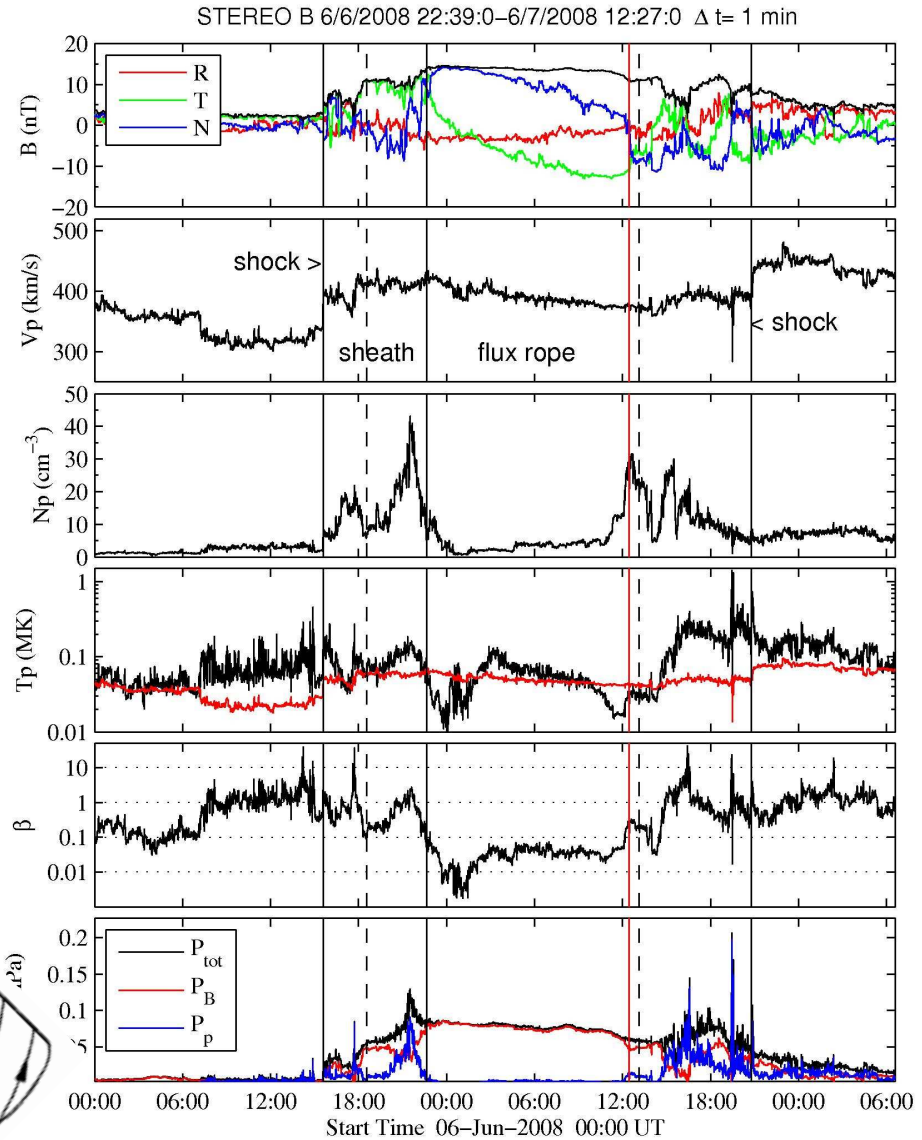 STEREO B 6/6/2008 22:39:0−6/7/2008 12:27:0 Δ t= 1 min
B (nT)
20
10
0
−10
−20
R
T
N
Vp (km/s)
500
400
300
shock >
< shock
sheath
flux rope
Np (cm⁻³)
50
40
30
20
10
0
Tp (MK)
1
0.1
0.01
β
10
1
0.1
0.01
Pa)
0.2
0.15
0.1
5
P_tot
P_B
P_p
00:00 06:00 12:00 18:00 00:00 06:00 12:00 18:00 00:00 06:00
Start Time 06−Jun−2008 00:00 UT